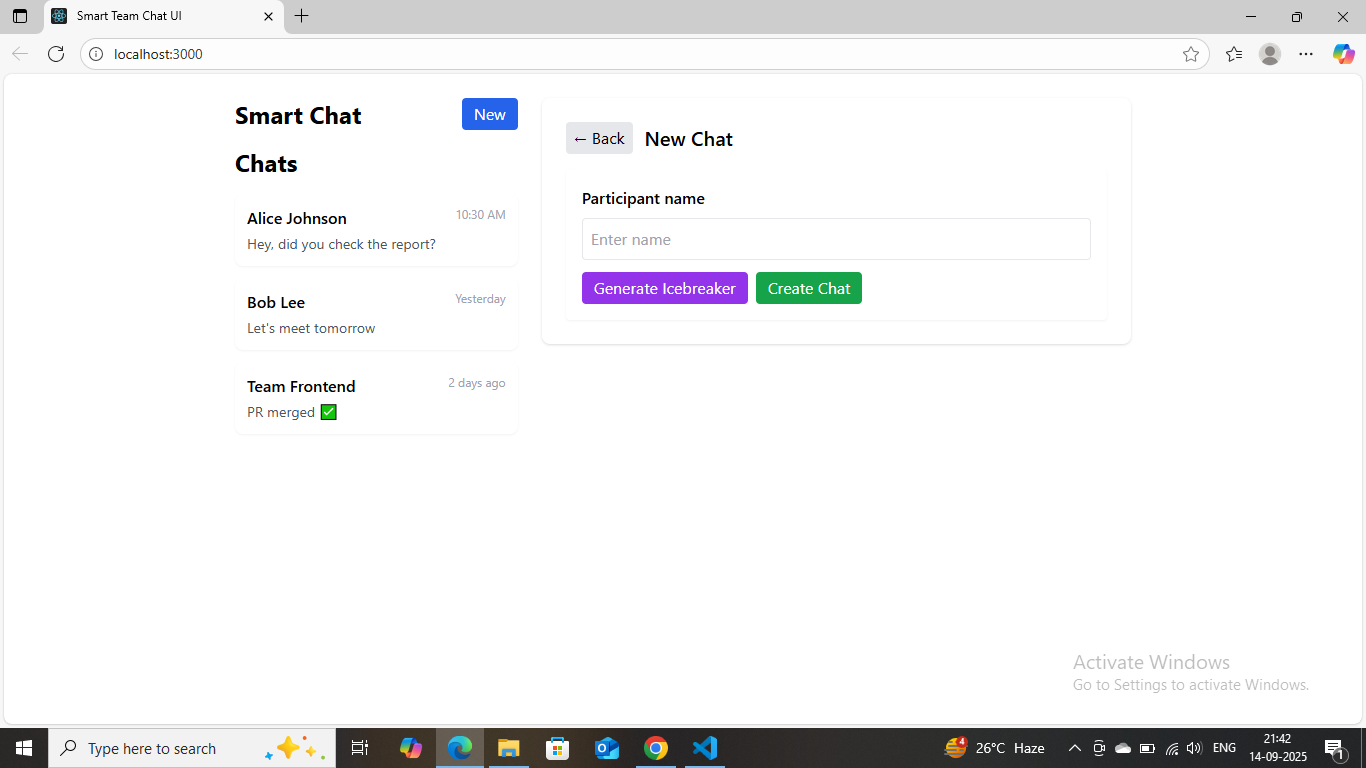 Smart Team Chat UI
localhost:3000
Smart Chat
New
Chats
Alice Johnson
10:30 AM
Hey, did you check the report?
Bob Lee
Yesterday
Let's meet tomorrow
Team Frontend
2 days ago
PR merged ✅
← Back
New Chat
Participant name
Enter name
Generate Icebreaker
Create Chat
Activate Windows
Go to Settings to activate Windows.
Type here to search
4
26°C Haze
ENG
21:42
14-09-2025
1